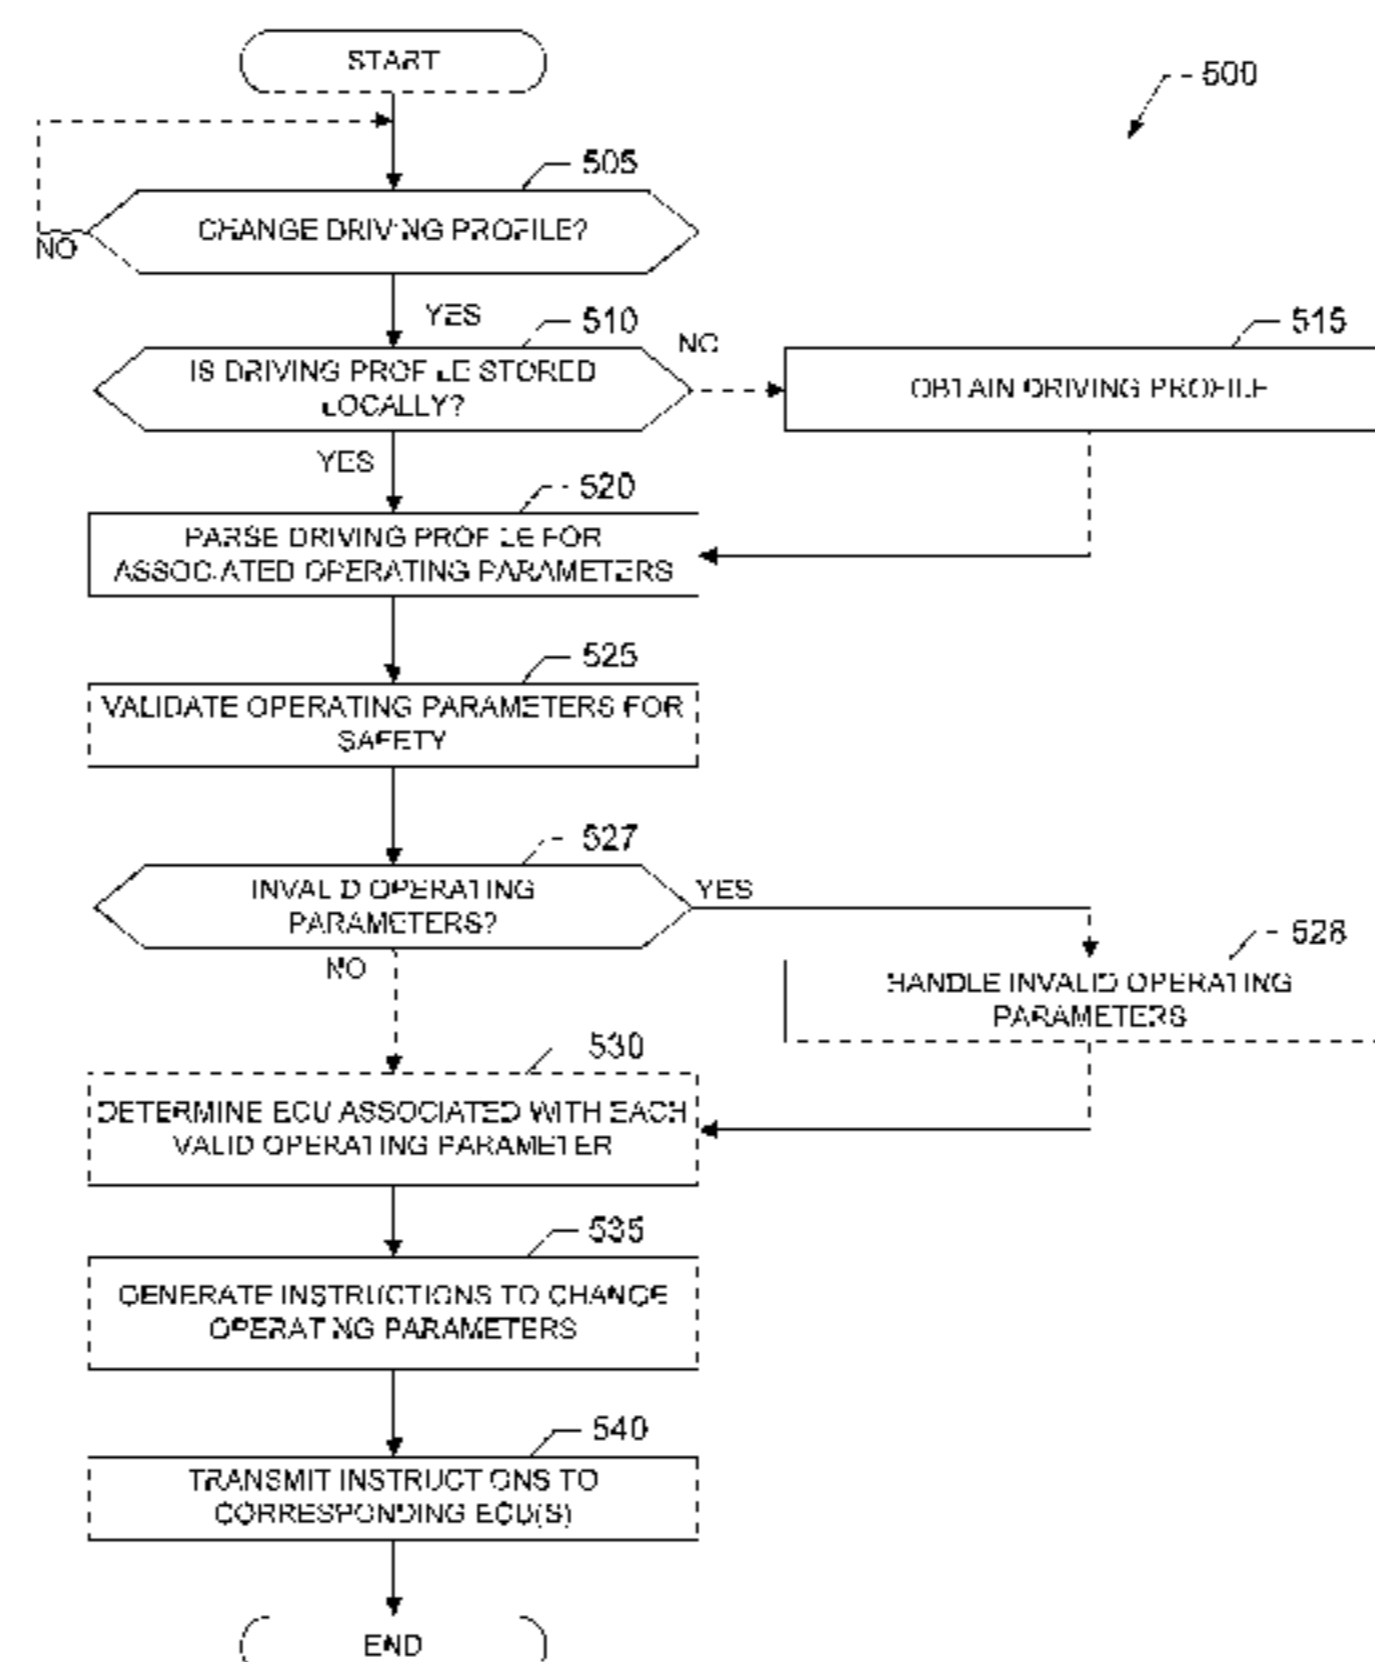 START
500
505
CHANGE DRIVING PROFILE?
NO
YES
510
IS DRIVING PROFILE STORED
LOCALLY?
NO
515
OBTAIN DRIVING PROFILE
YES
520
PARSE DRIVING PROFILE FOR
ASSOCIATED OPERATING PARAMETERS
525
VALIDATE OPERATING PARAMETERS FOR
SAFETY
527
INVALID OPERATING
PARAMETERS?
YES
528
HANDLE INVALID OPERATING
PARAMETERS
NO
530
DETERMINE ECU ASSOCIATED WITH EACH
VALID OPERATING PARAMETER
535
GENERATE INSTRUCTIONS TO CHANGE
OPERATING PARAMETERS
540
TRANSMIT INSTRUCTIONS TO
CORRESPONDING ECU(S)
END